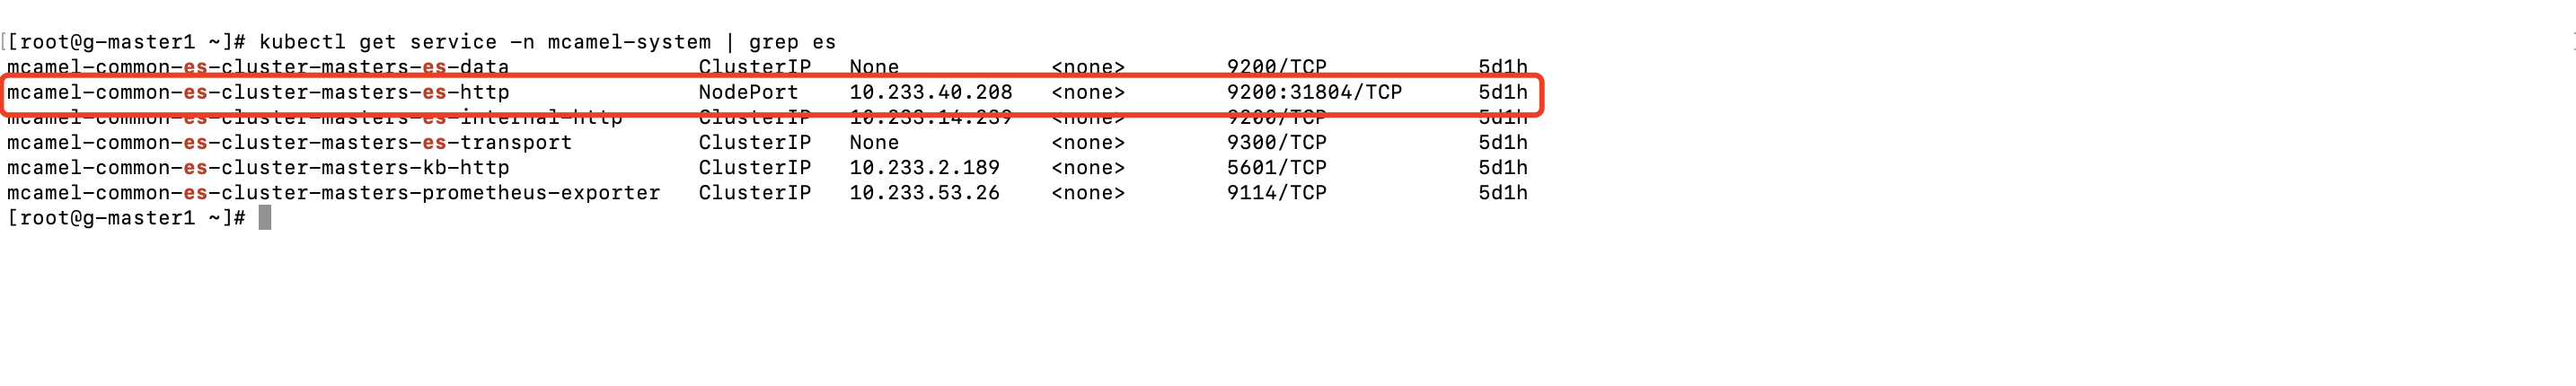 [[root@g-master1 ~]# kubectl get service -n mcamel-system | grep es
mcamel-common-es-cluster-masters-es-data ClusterIP None <none> 9200/TCP 5d1h
mcamel-common-es-cluster-masters-es-http NodePort 10.233.40.208 <none> 9200:31804/TCP 5d1h
mcamel-common-es-cluster-masters-es-internal-http ClusterIP 10.233.14.239 <none> 9200/TCP 5d1h
mcamel-common-es-cluster-masters-es-transport ClusterIP None <none> 9300/TCP 5d1h
mcamel-common-es-cluster-masters-kb-http ClusterIP 10.233.2.189 <none> 5601/TCP 5d1h
mcamel-common-es-cluster-masters-prometheus-exporter ClusterIP 10.233.53.26 <none> 9114/TCP 5d1h
[root@g-master1 ~]#